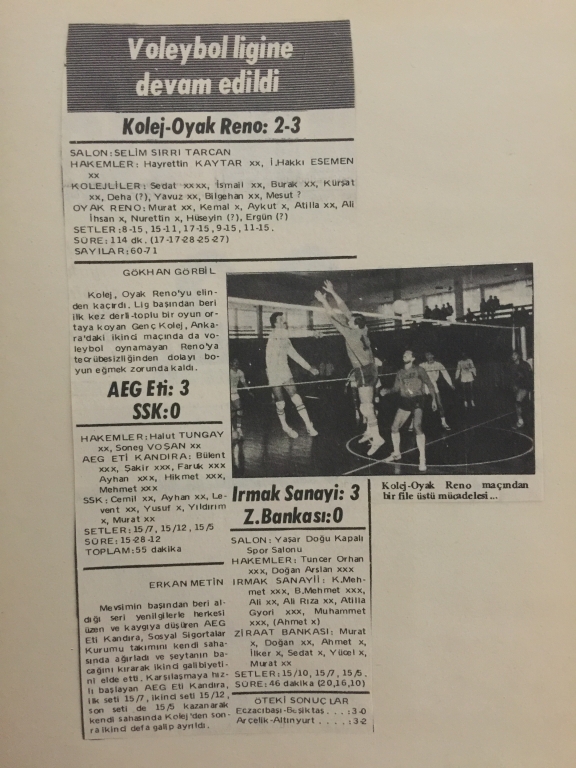 Voleybol ligine
devam edildi
Kolej-Oyak Reno: 2-3
SALON: SELİM SIRRI TARCAN
HAKEMLER: Hayrettin KAYTAR xx, İ.Hakkı ESEMEN
xx
KOLEJLİLER: Sedat xxxx, İsmail xx, Burak xx, Kürşat
xx, Deha (?), Yavuz xx, Bilgehan xx, Mesut ?
OYAK RENO: Murat xx, Kemal x, Aykut x, Atilla xx, Ali
İhsan x, Nurettin x, Hüseyin (?), Ergün (?)
SETLER: 8-15, 15-11, 17-15, 9-15, 11-15.
SÜRE: 114 dk. (17-17-28-25-27)
SAYILAR: 60-71
GÖKHAN GÖRBİL
Kolej, Oyak Reno'yu elin-
den kaçırdı. Lig başından beri
ilk kez derli-toplu bir oyun or-
taya koyan Genç Kolej, Anka-
ra'daki ikinci maçında da vo-
leybol oynamayan Reno'ya
tecrübesizliğinden dolayı bo-
yun eğmek zorunda kaldı.
AEG Eti: 3
SSK: 0
HAKEMLER: Halut TUNGAY
xx, Soneg VOŞAN xx
AEG ETİ KANDIRA: Bülent
xxx, Şakir xxx, Faruk xxx
Ayhan xxx, Hikmet xxx,
Mehmet xxx
SSK: Cemil xx, Ayhan xx, Le-
vent xx, Yusuf x, Yıldırım
x, Murat xx
SETLER: 15/7, 15/12, 15/5
SÜRE: 15-28-12
TOPLAM: 55 dakika
ERKAN METİN
Mevsimin başından beri al-
dığı seri yenilgilerle herkesi
üzen ve kaygıya düşüren AEG
Eti Kandıra, Sosyal Sigortalar
Kurumu takımını kendi saha-
sında ağırladı ve şeytanın ba-
cağını kırarak ikinci galibiyeti-
ni elde etti. Karşılaşmaya hız-
lı başlayan AEG Eti Kandıra,
ilk seti 15/7, ikinci seti 15/12,
son seti de 15/5 kazanarak
kendi sahasında Kolej'den son-
ra ikinci defa galip ayrıldı.
Kolej-Oyak Reno maçından
bir file üstü mücadelesi...
Irmak Sanayi: 3
Z.Bankası: 0
SALON: Yaşar Doğu Kapalı
Spor Salonu
HAKEMLER: Tuncer Orhan
xxx, Doğan Arslan xxx
IRMAK SANAYİİ: K.Meh-
met xxx, B.Mehmet xxx,
Ali xx, Ali Rıza xx, Atilla
Gyori xxx, Muhammet
xxx, (Ahmet x)
ZİRAAT BANKASI: Murat
x, Doğan xx, Ahmet x,
İlker x, Sedat x, Yücel x,
Murat xx
SETLER: 15/10, 15/7, 15/5.
SÜRE: 46 dakika (20,16,10)
ÖTEKİ SONUÇLAR
Eczacıbaşı-Beşiktaş . . . .: 3-0
Arçelik-Altınyurt . . . . .: 3-2